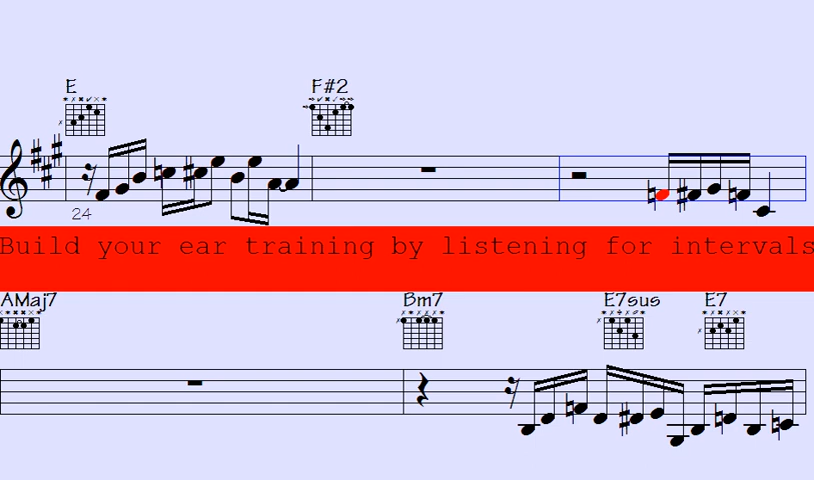 E F#2
24
Build your ear training by listening for intervals
AMaj7 Bm7 E7sus E7